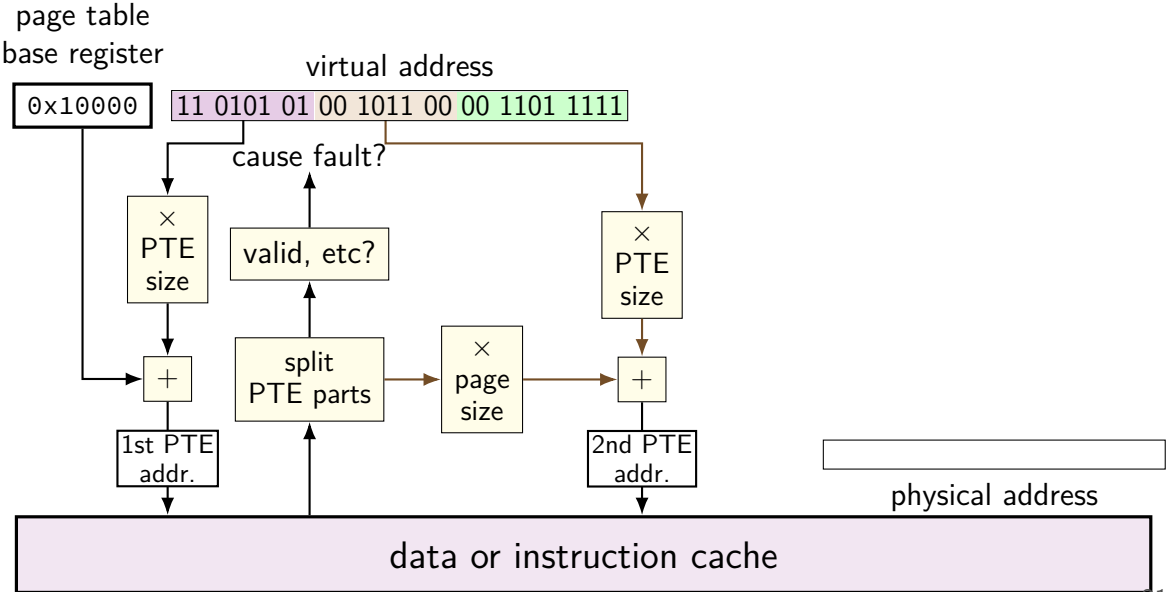 page table
base register
virtual address
0x10000
11 0101 01 00 1011 00 00 1101 1111
cause fault?
×
PTE
size
valid, etc?
×
PTE
size
split
PTE parts
×
page
size
+
+
1st PTE
addr.
2nd PTE
addr.
physical address
data or instruction cache